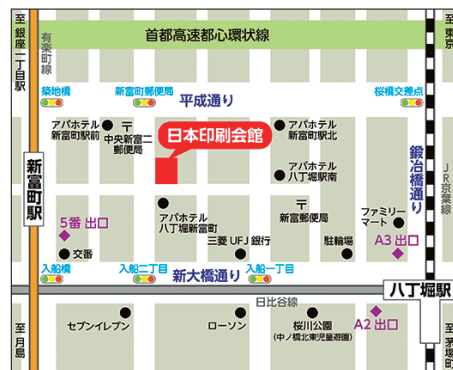 至銀座一丁目駅
有楽町線
首都高速都心環状線
至東京
築地橋
新富町郵便局
平成通り
桜橋交差点
アパホテル
新富町駅前
〒
中央新富二
郵便局
日本印刷会館
アパホテル
新富町駅北
鍛冶橋通り
JR京葉線
新富町駅
アパホテル
八丁堀駅南
アパホテル
八丁堀新富町
〒
新富郵便局
ファミリー
マート
5番 出口
交番
三菱 UFJ 銀行
駐輪場
A3 出口
入船橋
入船二丁目
新大橋通り
入船一丁目
八丁堀駅
日比谷線
セブンイレブン
ローソン
桜川公園
(中ノ橋北東児童遊園)
A2 出口
至月島
至茅場町